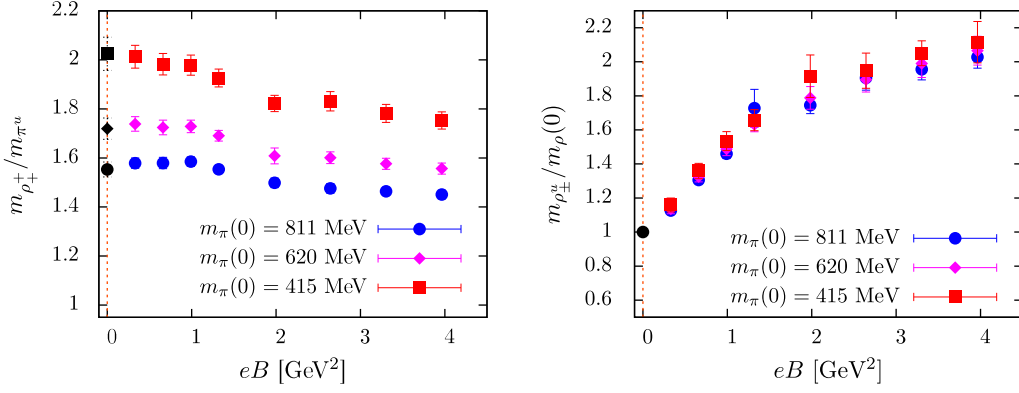 2.2
2
1.8
1.6
1.4
1.2
1
m_{ρ_+^+}/m_{π^u}
m_π(0) = 811 MeV
m_π(0) = 620 MeV
m_π(0) = 415 MeV
0 1 2 3 4
eB [GeV²]
2.2
2
1.8
1.6
1.4
1.2
1
0.8
0.6
m_{ρ_±^u}/m_ρ(0)
m_π(0) = 811 MeV
m_π(0) = 620 MeV
m_π(0) = 415 MeV
0 1 2 3 4
eB [GeV²]